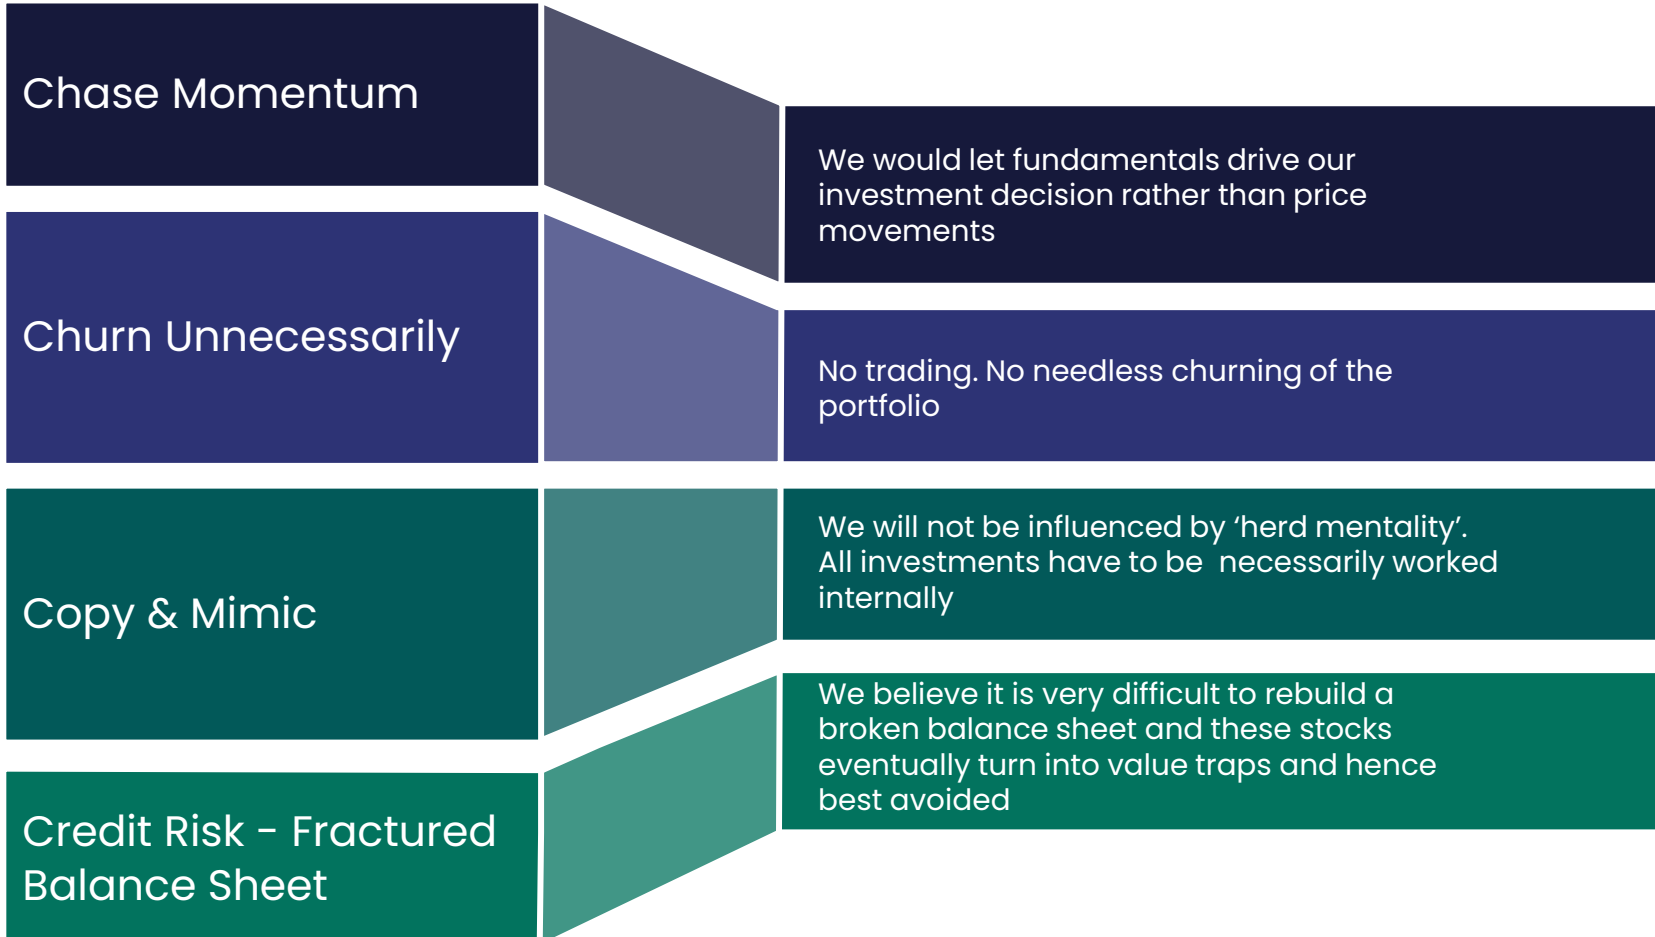 Chase Momentum
We would let fundamentals drive our
investment decision rather than price
movements
Churn Unnecessarily
No trading. No needless churning of the
portfolio
Copy & Mimic
We will not be influenced by ‘herd mentality’.
All investments have to be  necessarily worked
internally
Credit Risk - Fractured
Balance Sheet
We believe it is very difficult to rebuild a
broken balance sheet and these stocks
eventually turn into value traps and hence
best avoided